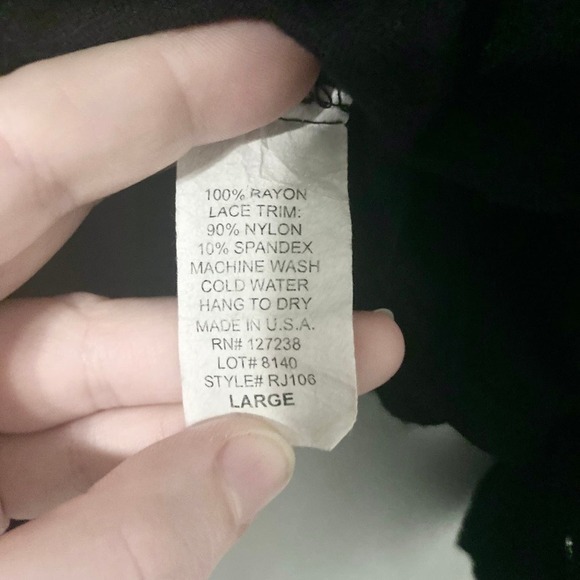 100% RAYON
LACE TRIM:
90% NYLON
10% SPANDEX
MACHINE WASH
COLD WATER
HANG TO DRY
MADE IN U.S.A.
RN# 127238
LOT# 8140
STYLE# RJ106
LARGE